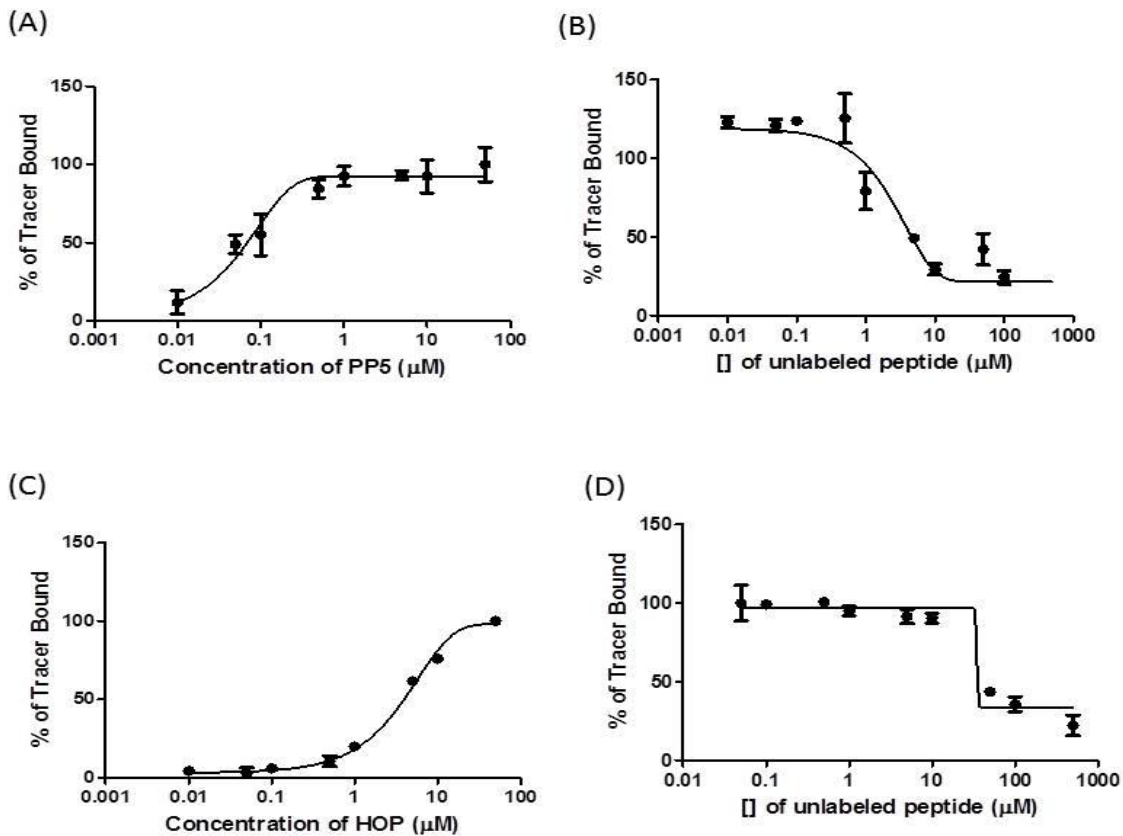 (A)
150
100
50
0
% of Tracer Bound
0.001 0.01 0.1 1 10 100
Concentration of PP5 (μM)
(B)
150
100
50
0
% of Tracer Bound
0.001 0.01 0.1 1 10 100 1000
[] of unlabeled peptide (μM)
(C)
150
100
50
0
% of Tracer Bound
0.001 0.01 0.1 1 10 100
Concentration of HOP (μM)
(D)
150
100
50
0
% of Tracer Bound
0.01 0.1 1 10 100 1000
[] of unlabeled peptide (μM)